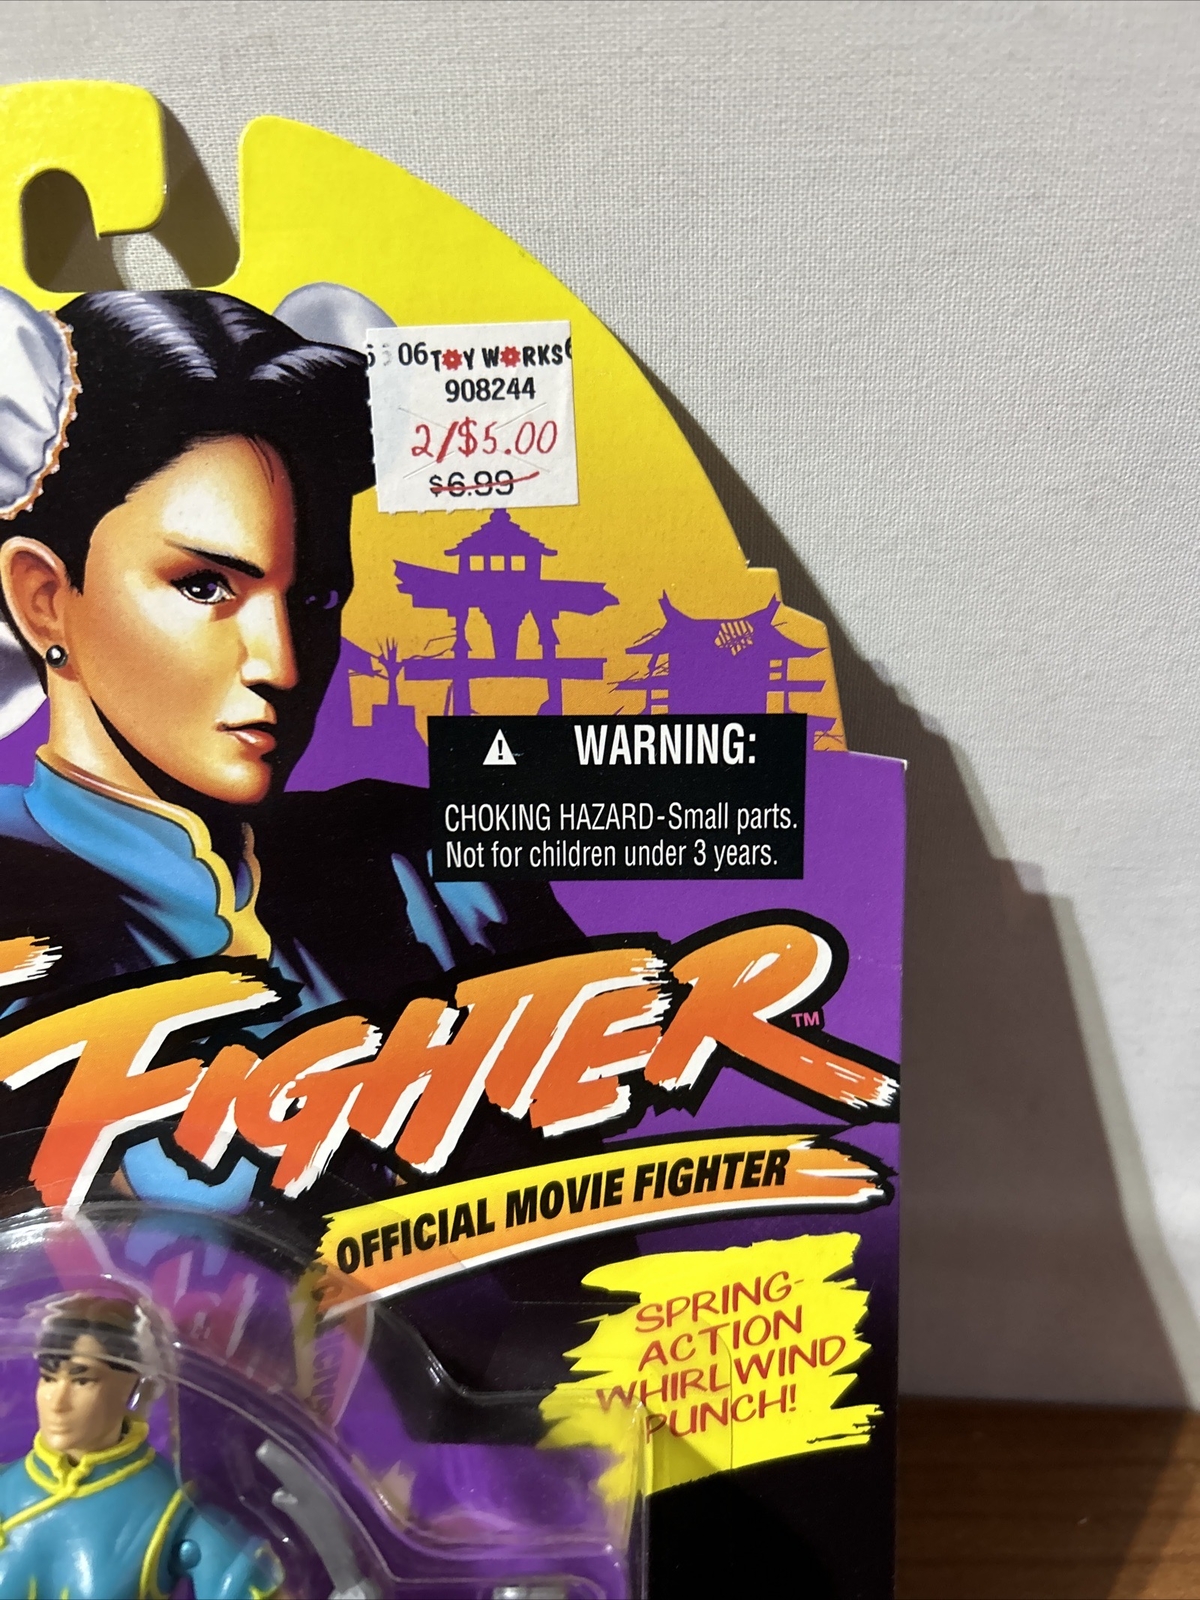 06 TOY WORKS
908244
2/$5.00
$6.99
WARNING:
CHOKING HAZARD-Small parts.
Not for children under 3 years.
FIGHTER™
OFFICIAL MOVIE FIGHTER
SPRING-
ACTION
WHIRLWIND
PUNCH!